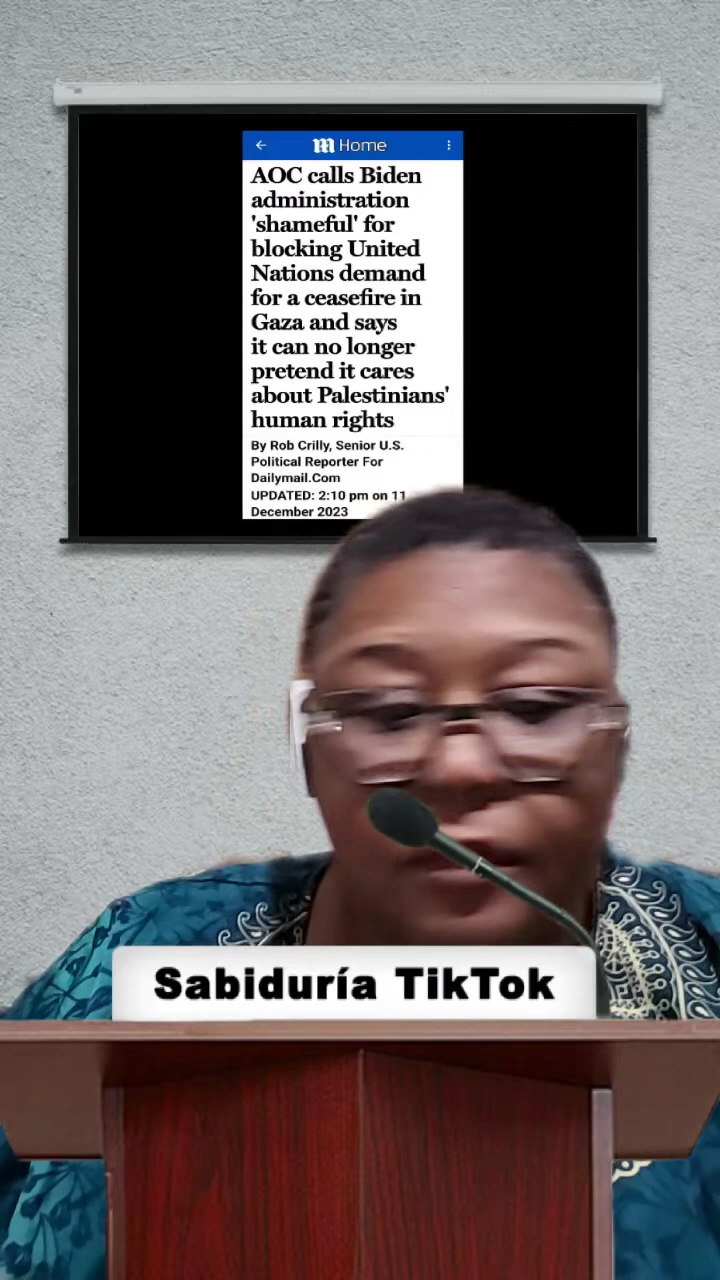 Home
AOC calls Biden
administration
'shameful' for
blocking United
Nations demand
for a ceasefire in
Gaza and says
it can no longer
pretend it cares
about Palestinians'
human rights
By Rob Crilly, Senior U.S.
Political Reporter For
Dailymail.Com
UPDATED: 2:10 pm on 11
December 2023
Sabiduría TikTok